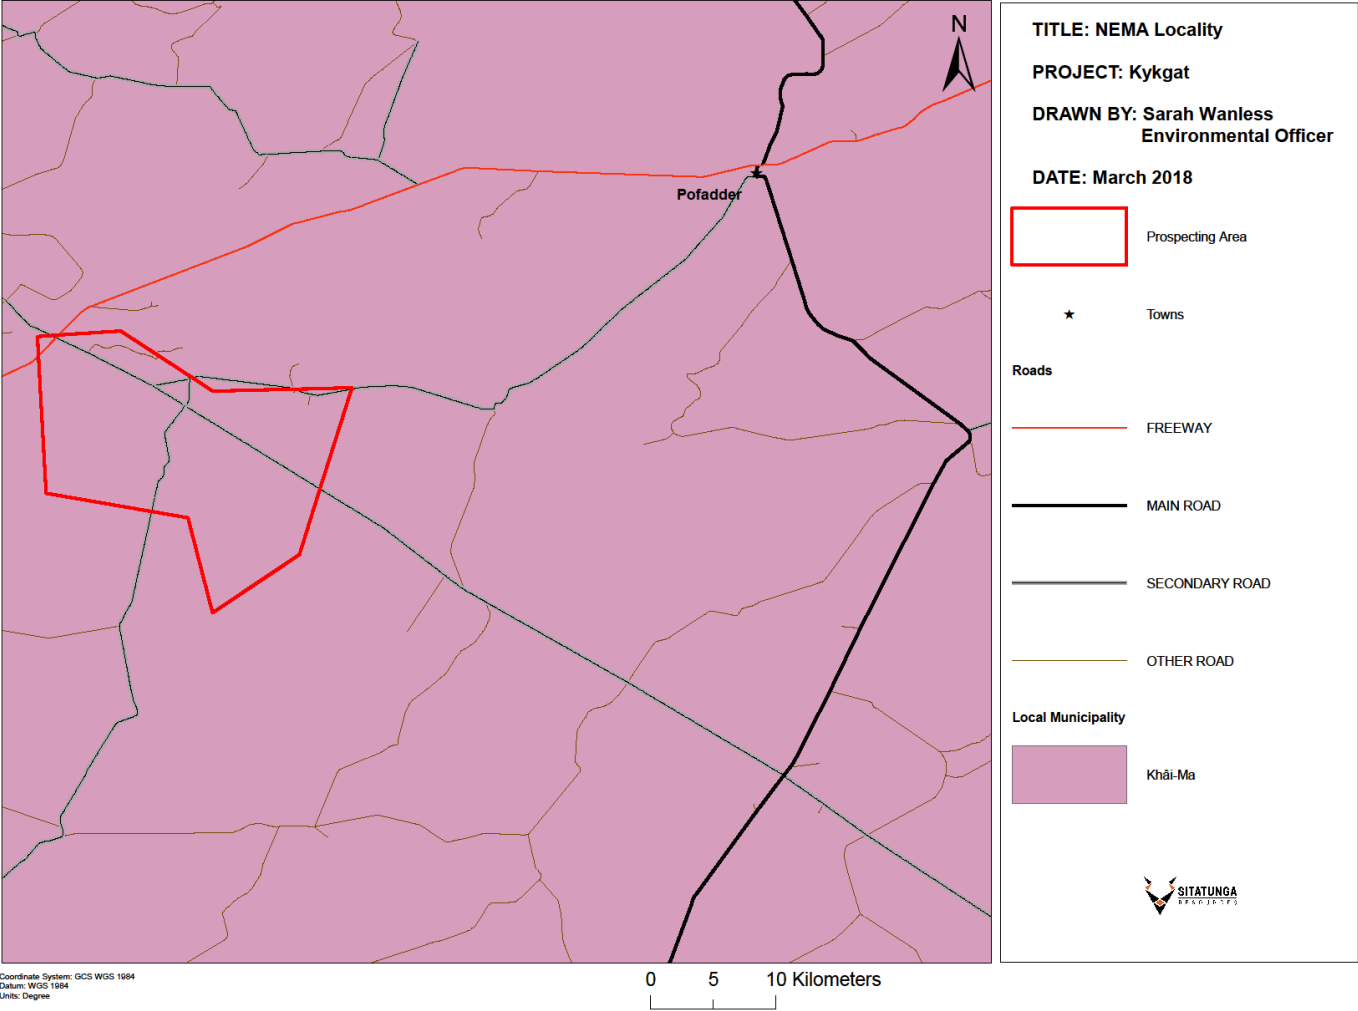 N
Pofadder
TITLE: NEMA Locality
PROJECT: Kykgat
DRAWN BY: Sarah Wanless
Environmental Officer
DATE: March 2018
Prospecting Area
Towns
Roads
FREEWAY
MAIN ROAD
SECONDARY ROAD
OTHER ROAD
Local Municipality
Khâi-Ma
SITATUNGA
RESOURCES
Coordinate System: GCS WGS 1984
Datum: WGS 1984
Units: Degree
0 5 10 Kilometers